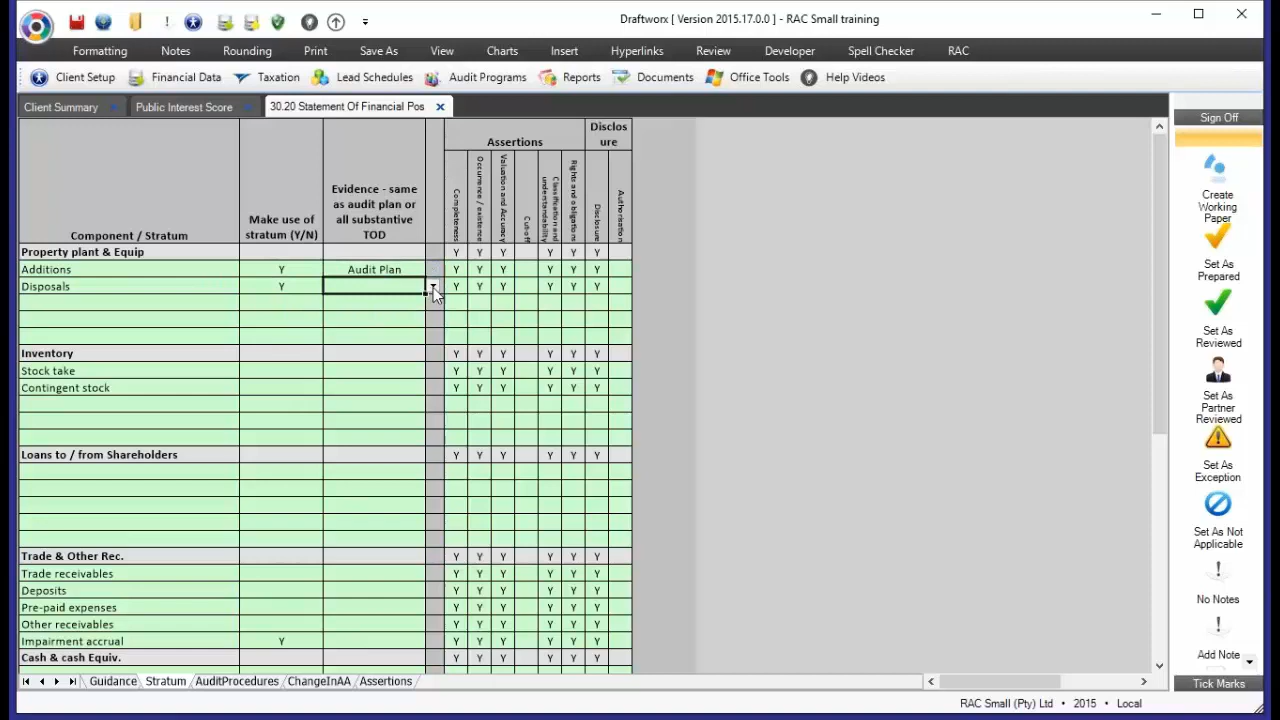 Draftworx [ Version 2015.17.0.0 ] - RAC Small training
Formatting Notes Rounding Print Save As View Charts Insert Hyperlinks Review Developer Spell Checker RAC
Client Setup Financial Data Taxation Lead Schedules Audit Programs Reports Documents Office Tools Help Videos
Client Summary Public Interest Score 30.20 Statement Of Financial Pos
Component / Stratum
Make use of
stratum (Y/N)
Evidence - same
as audit plan or
all substantive
TOD
Assertions
Disclos
ure
Completeness
Occurrence / existence
Valuation and Accuracy
Cut off
Classification and
understandability
Rights and obligations
Disclosure
Authorisation
Property plant & Equip Y Y Y Y Y Y
Additions Y Audit Plan Y Y Y Y Y Y
Disposals Y Y Y Y Y Y Y
Inventory Y Y Y Y Y Y
Stock take Y Y Y Y Y Y
Contingent stock Y Y Y Y Y Y
Loans to / from Shareholders Y Y Y Y Y Y
Trade & Other Rec. Y Y Y Y Y Y
Trade receivables Y Y Y Y Y Y
Deposits Y Y Y Y Y Y
Pre-paid expenses Y Y Y Y Y Y
Other receivables Y Y Y Y Y Y
Impairment accrual Y Y Y Y Y Y Y
Cash & cash Equiv. Y Y Y Y Y Y
Guidance Stratum AuditProcedures ChangeInAA Assertions
Sign Off
Create
Working
Paper
Set As
Prepared
Set As
Reviewed
Set As
Partner
Reviewed
Set As
Exception
Set As Not
Applicable
No Notes
Add Note
Tick Marks
RAC Small (Pty) Ltd • 2015 • Local